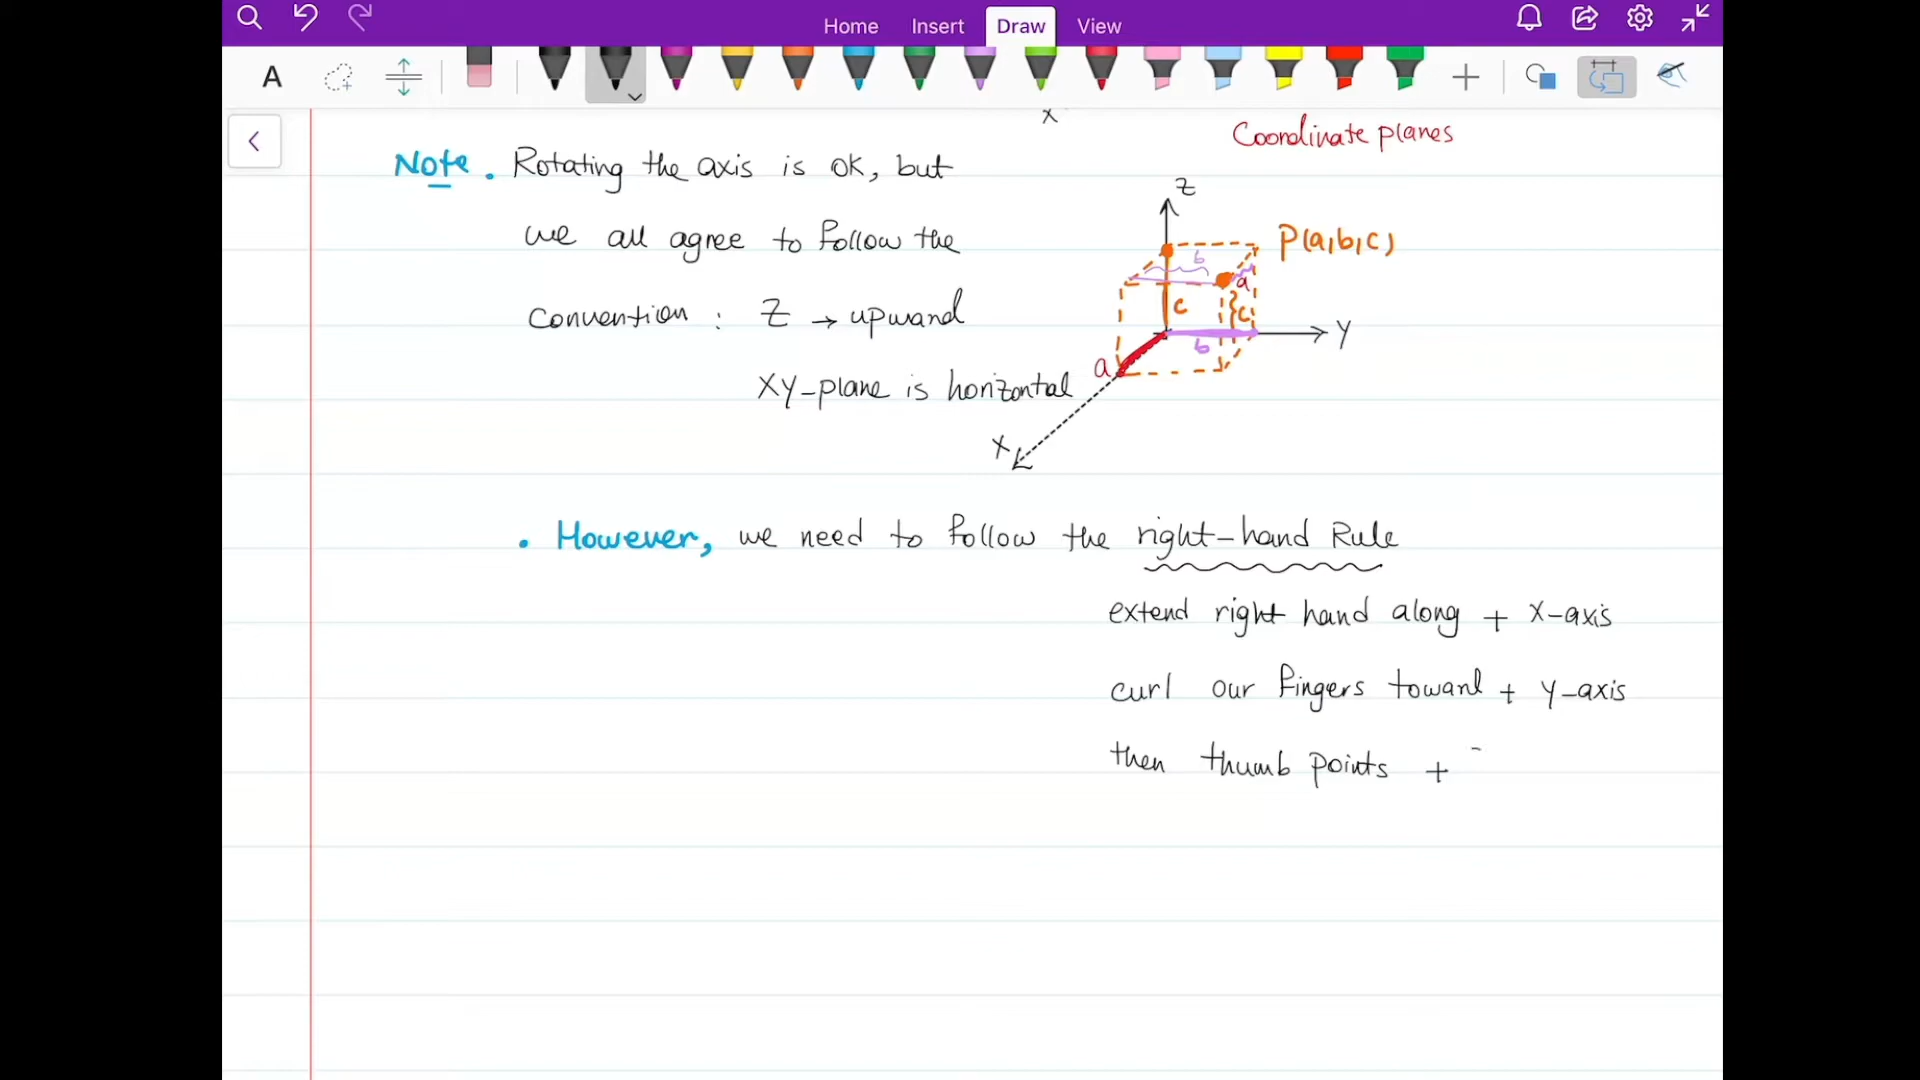 Home Insert Draw View
A
X
Coordinate planes
Note. Rotating the axis is ok, but
we all agree to follow the
convention : Z → upward
XY-plane is horizontal
Z
P(a,b,c)
b
a
c
c
b
Y
a
X
. However, we need to follow the right-hand Rule
extend right hand along + X-axis
curl our fingers toward + Y-axis
then thumb points +